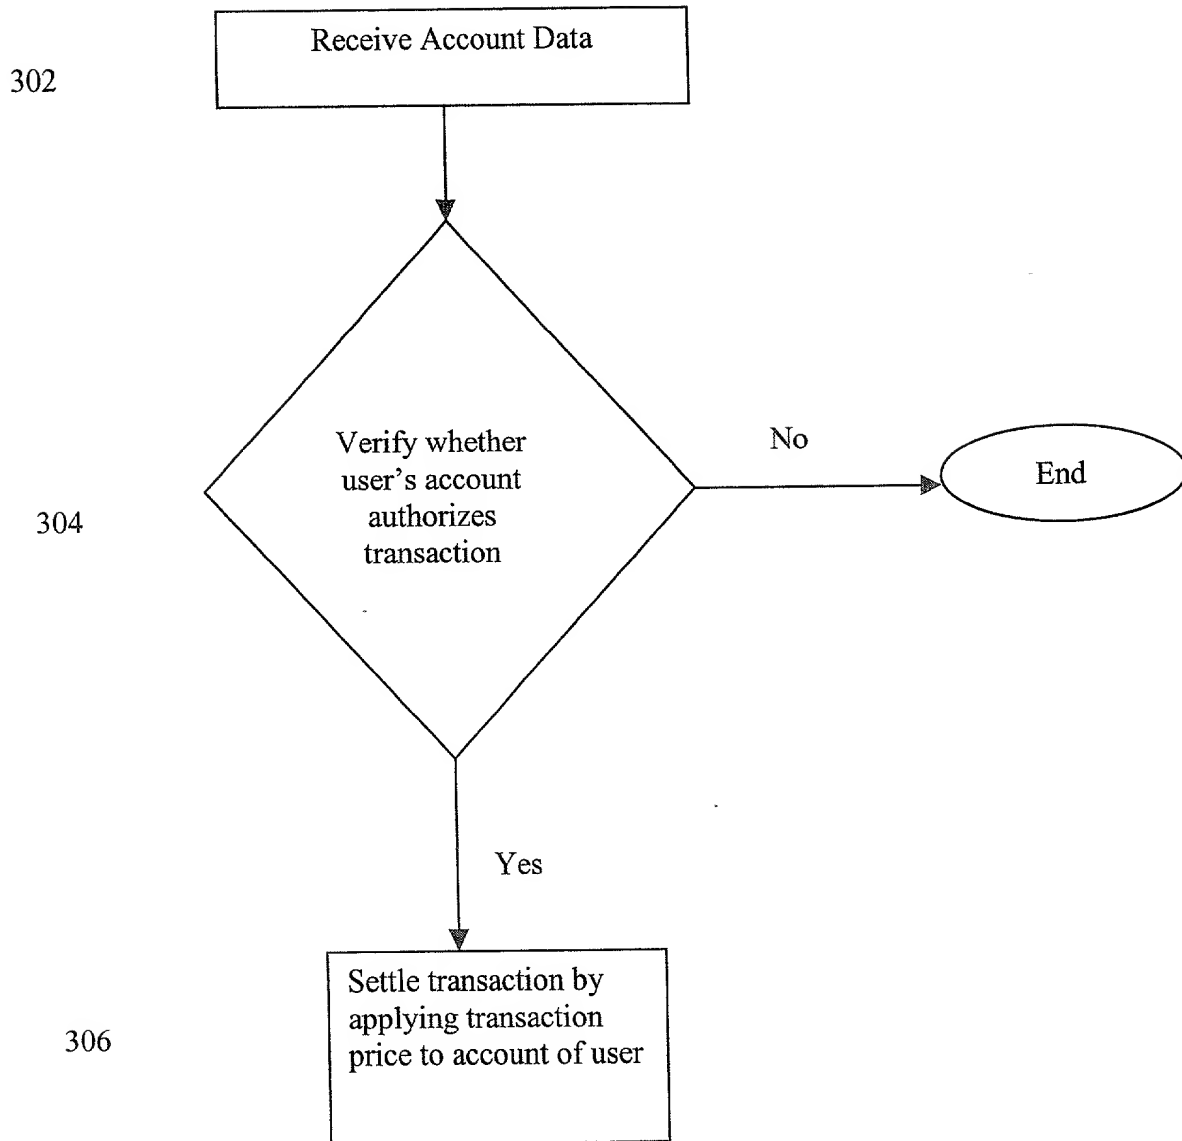 Receive Account Data
302
Verify whether
user's account
authorizes
transaction
No
End
304
Yes
Settle transaction by
applying transaction
price to account of user
306